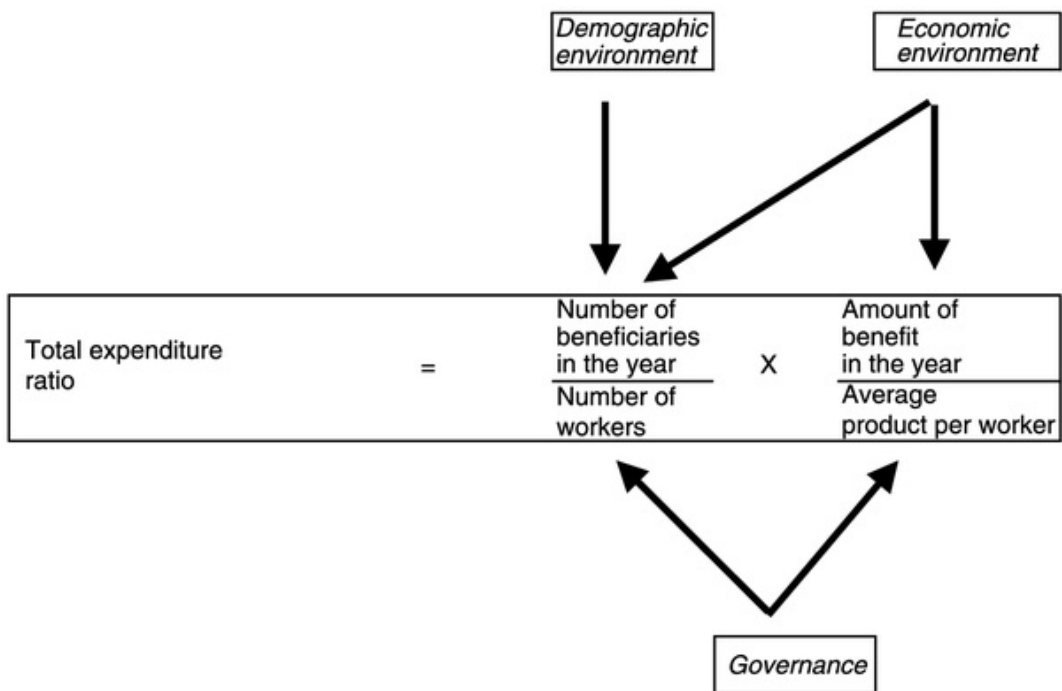 Demographic
environment
Economic
environment
Total expenditure
ratio
=
Number of
beneficiaries
in the year
Number of
workers
X
Amount of
benefit
in the year
Average
product per worker
Governance